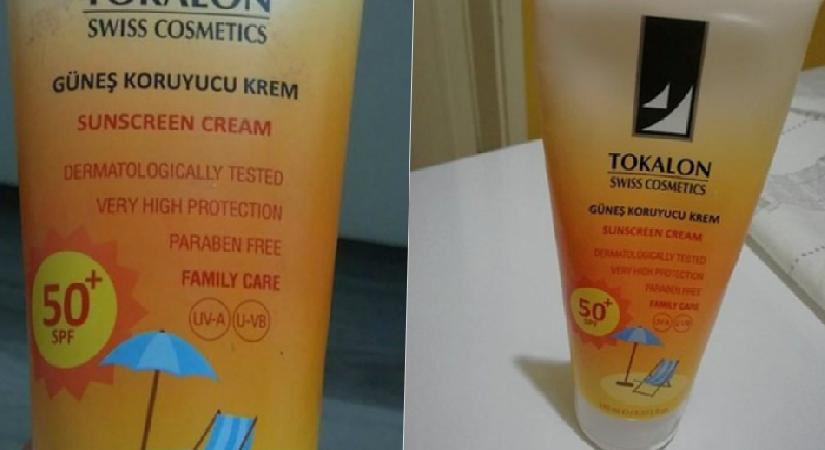 TOKALON
SWISS COSMETICS
GÜNEŞ KORUYUCU KREM
SUNSCREEN CREAM
DERMATOLOGICALLY TESTED
VERY HIGH PROTECTION
PARABEN FREE
FAMILY CARE
50+
SPF
UV-A U-VB
TOKALON
SWISS COSMETICS
GÜNEŞ KORUYUCU KREM
SUNSCREEN CREAM
DERMATOLOGICALLY TESTED
VERY HIGH PROTECTION
PARABEN FREE
FAMILY CARE
50+
SPF